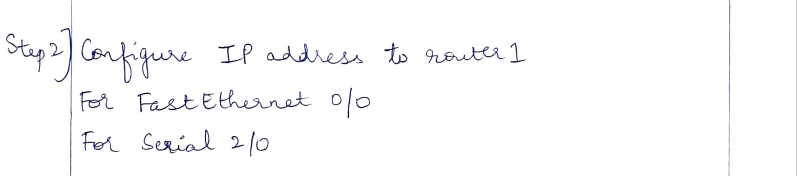 Step 2] Configure IP address to router 1
For FastEthernet 0/0
For Serial 2/0